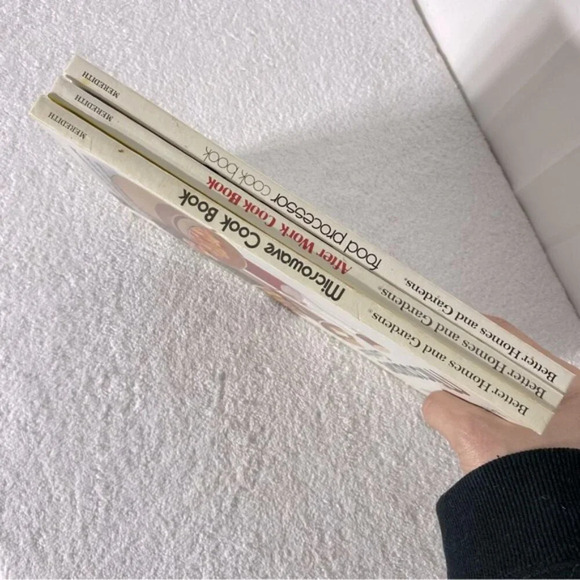 Better Homes and Gardens® food processor cook book MEREDITH
Better Homes and Gardens® After Work Cook Book MEREDITH
Better Homes and Gardens® Microwave Cook Book MEREDITH